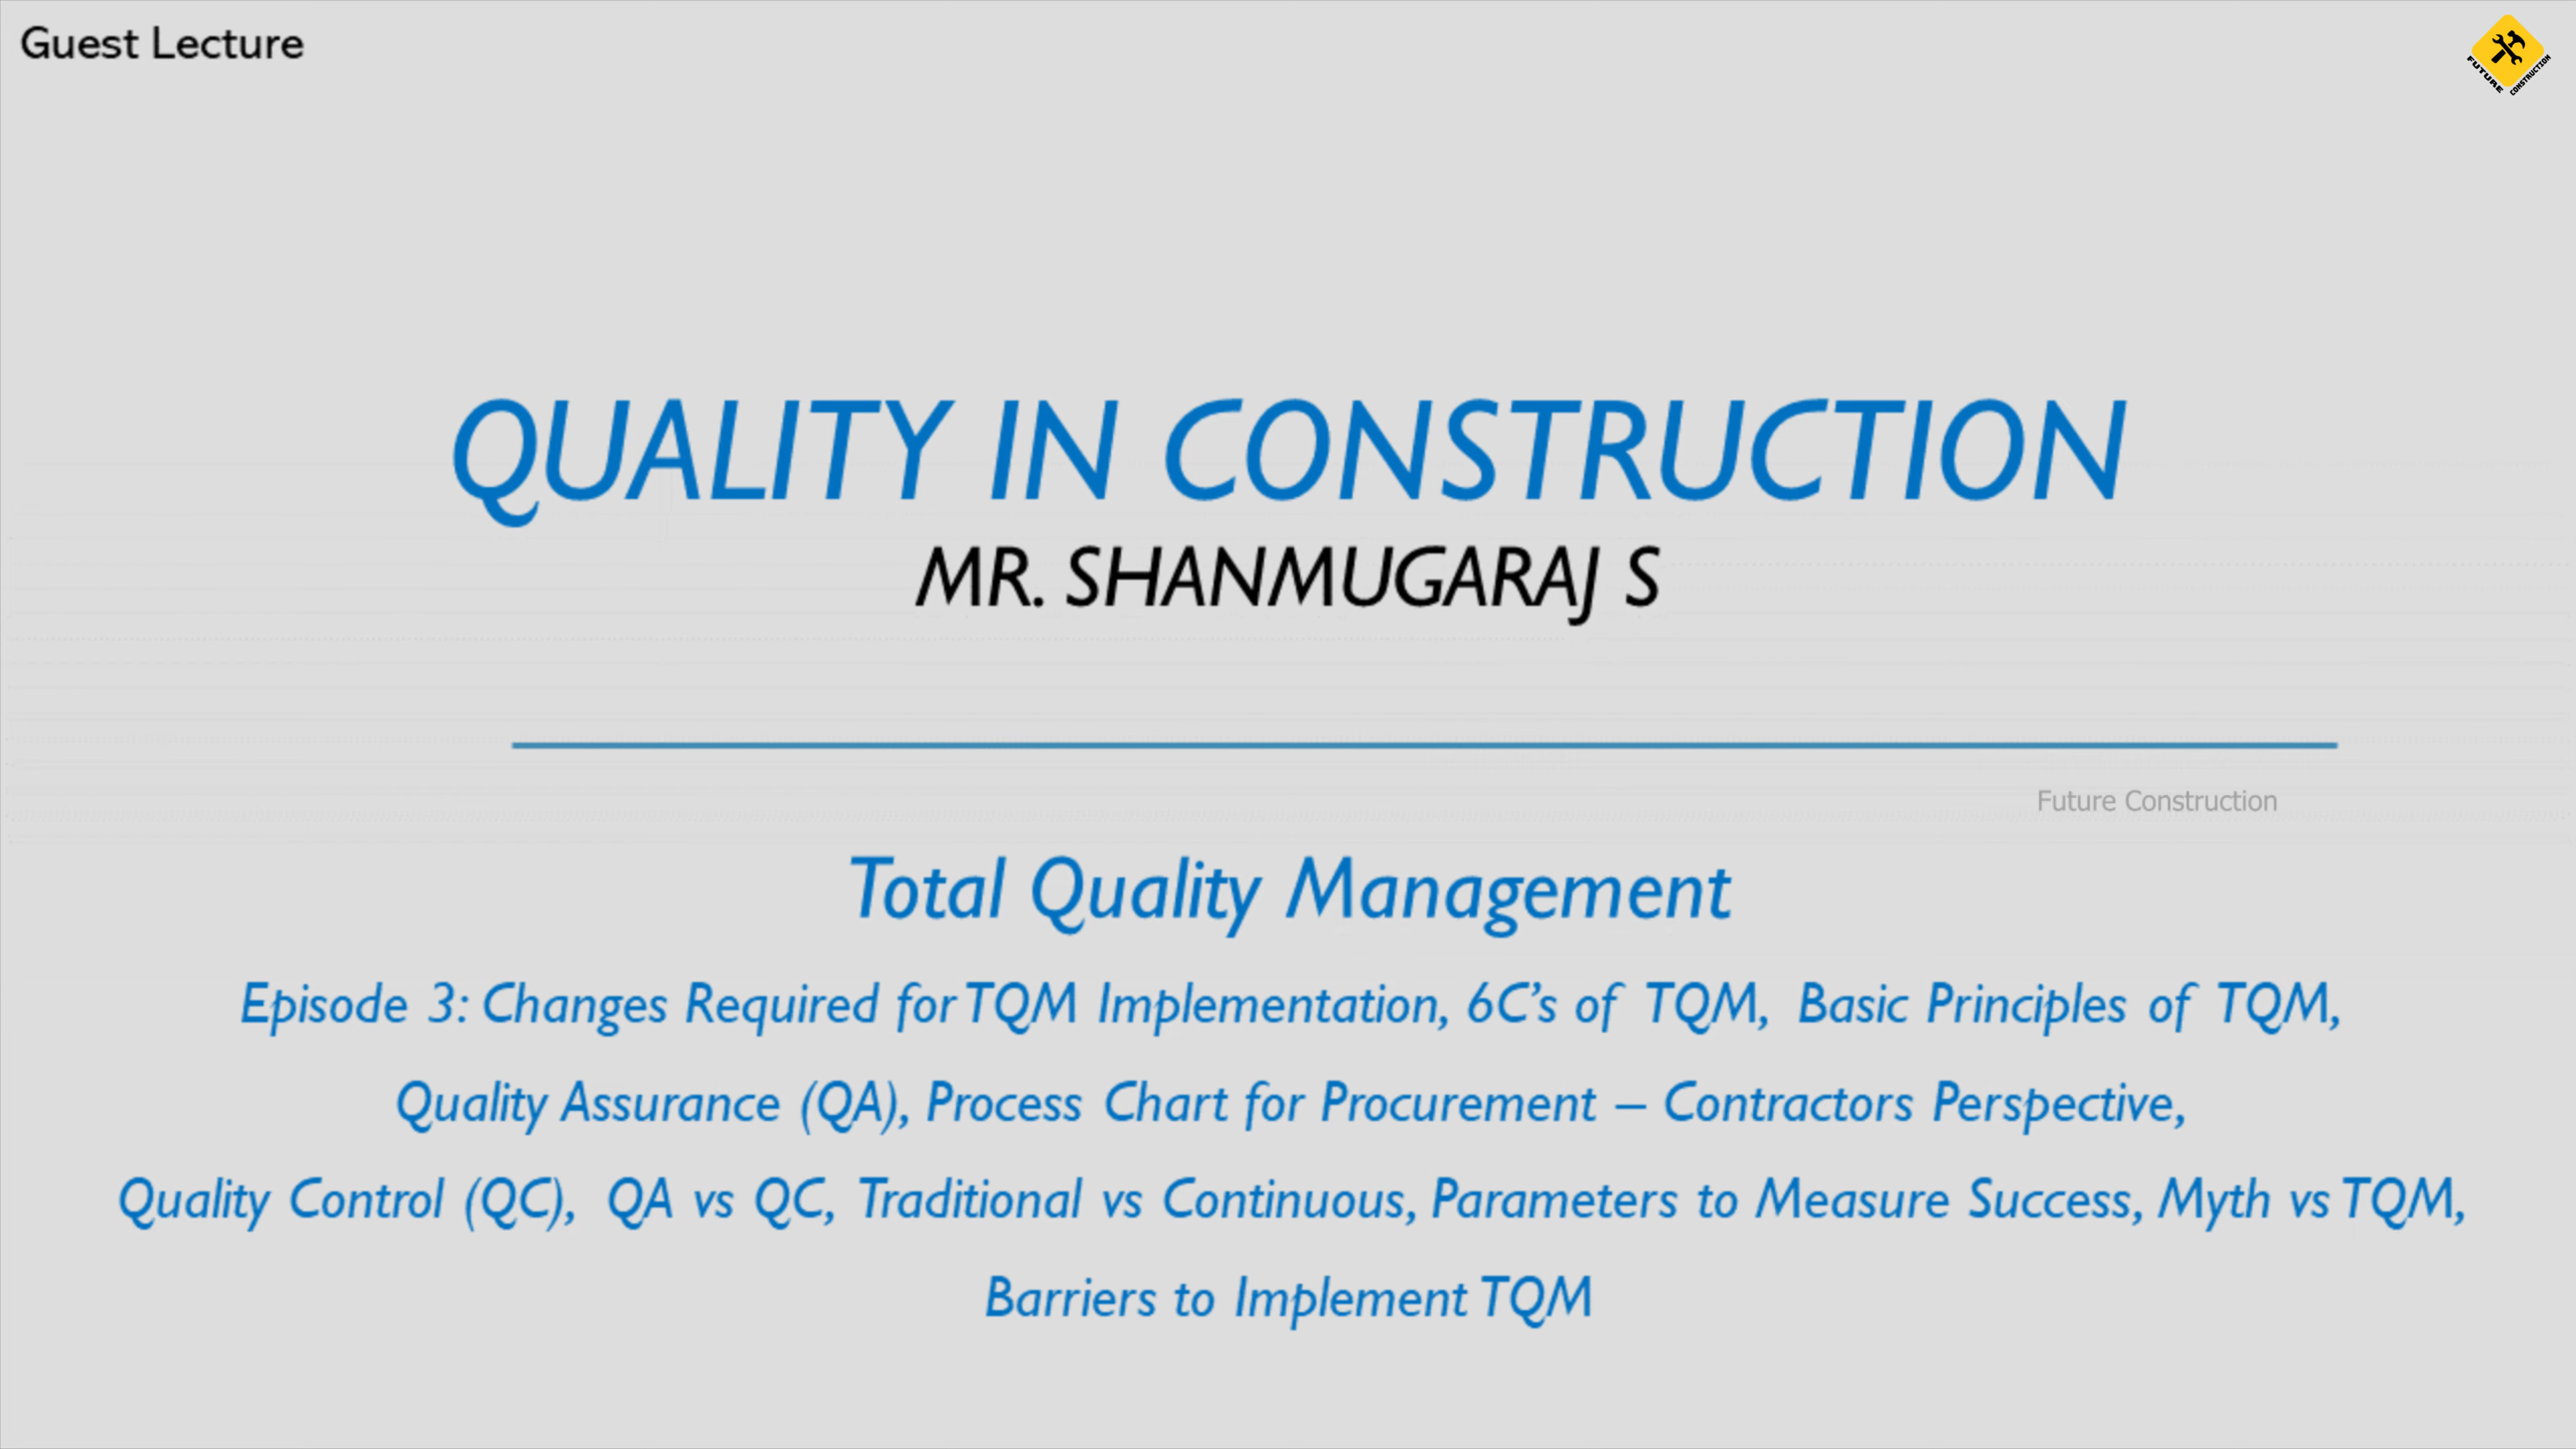 Guest Lecture
FUTURE CONSTRUCTION
QUALITY IN CONSTRUCTION
MR. SHANMUGARAJ S
Future Construction
Total Quality Management
Episode 3: Changes Required for TQM Implementation, 6C’s of TQM, Basic Principles of TQM,
Quality Assurance (QA), Process Chart for Procurement – Contractors Perspective,
Quality Control (QC), QA vs QC, Traditional vs Continuous, Parameters to Measure Success, Myth vs TQM,
Barriers to Implement TQM